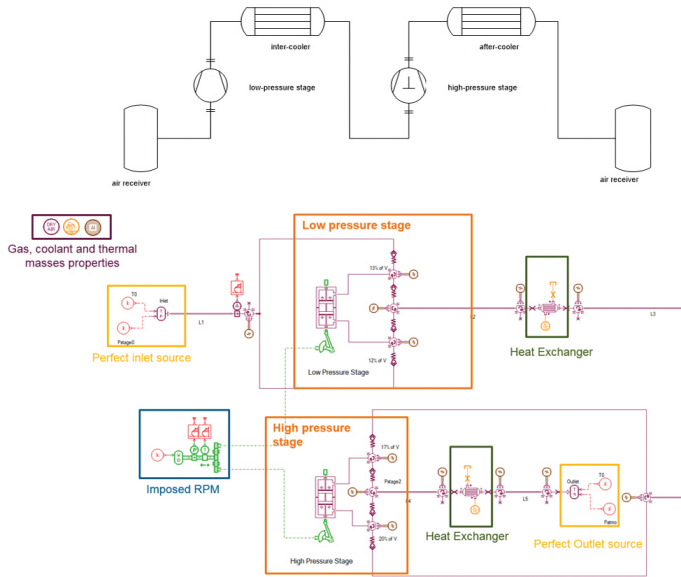 inter-cooler
after-cooler
low-pressure stage
high-pressure stage
air receiver
air receiver
DRY
AIR
Gas, coolant and thermal
masses properties
Low pressure stage
13% of V
T0
Inlet
L1
Perfect inlet source
12% of V
Low Pressure Stage
Heat Exchanger
L3
High pressure
stage
17% of V
Imposed RPM
20% of V
High Pressure Stage
Heat Exchanger
L5
Outlet
T0
Perfect Outlet source